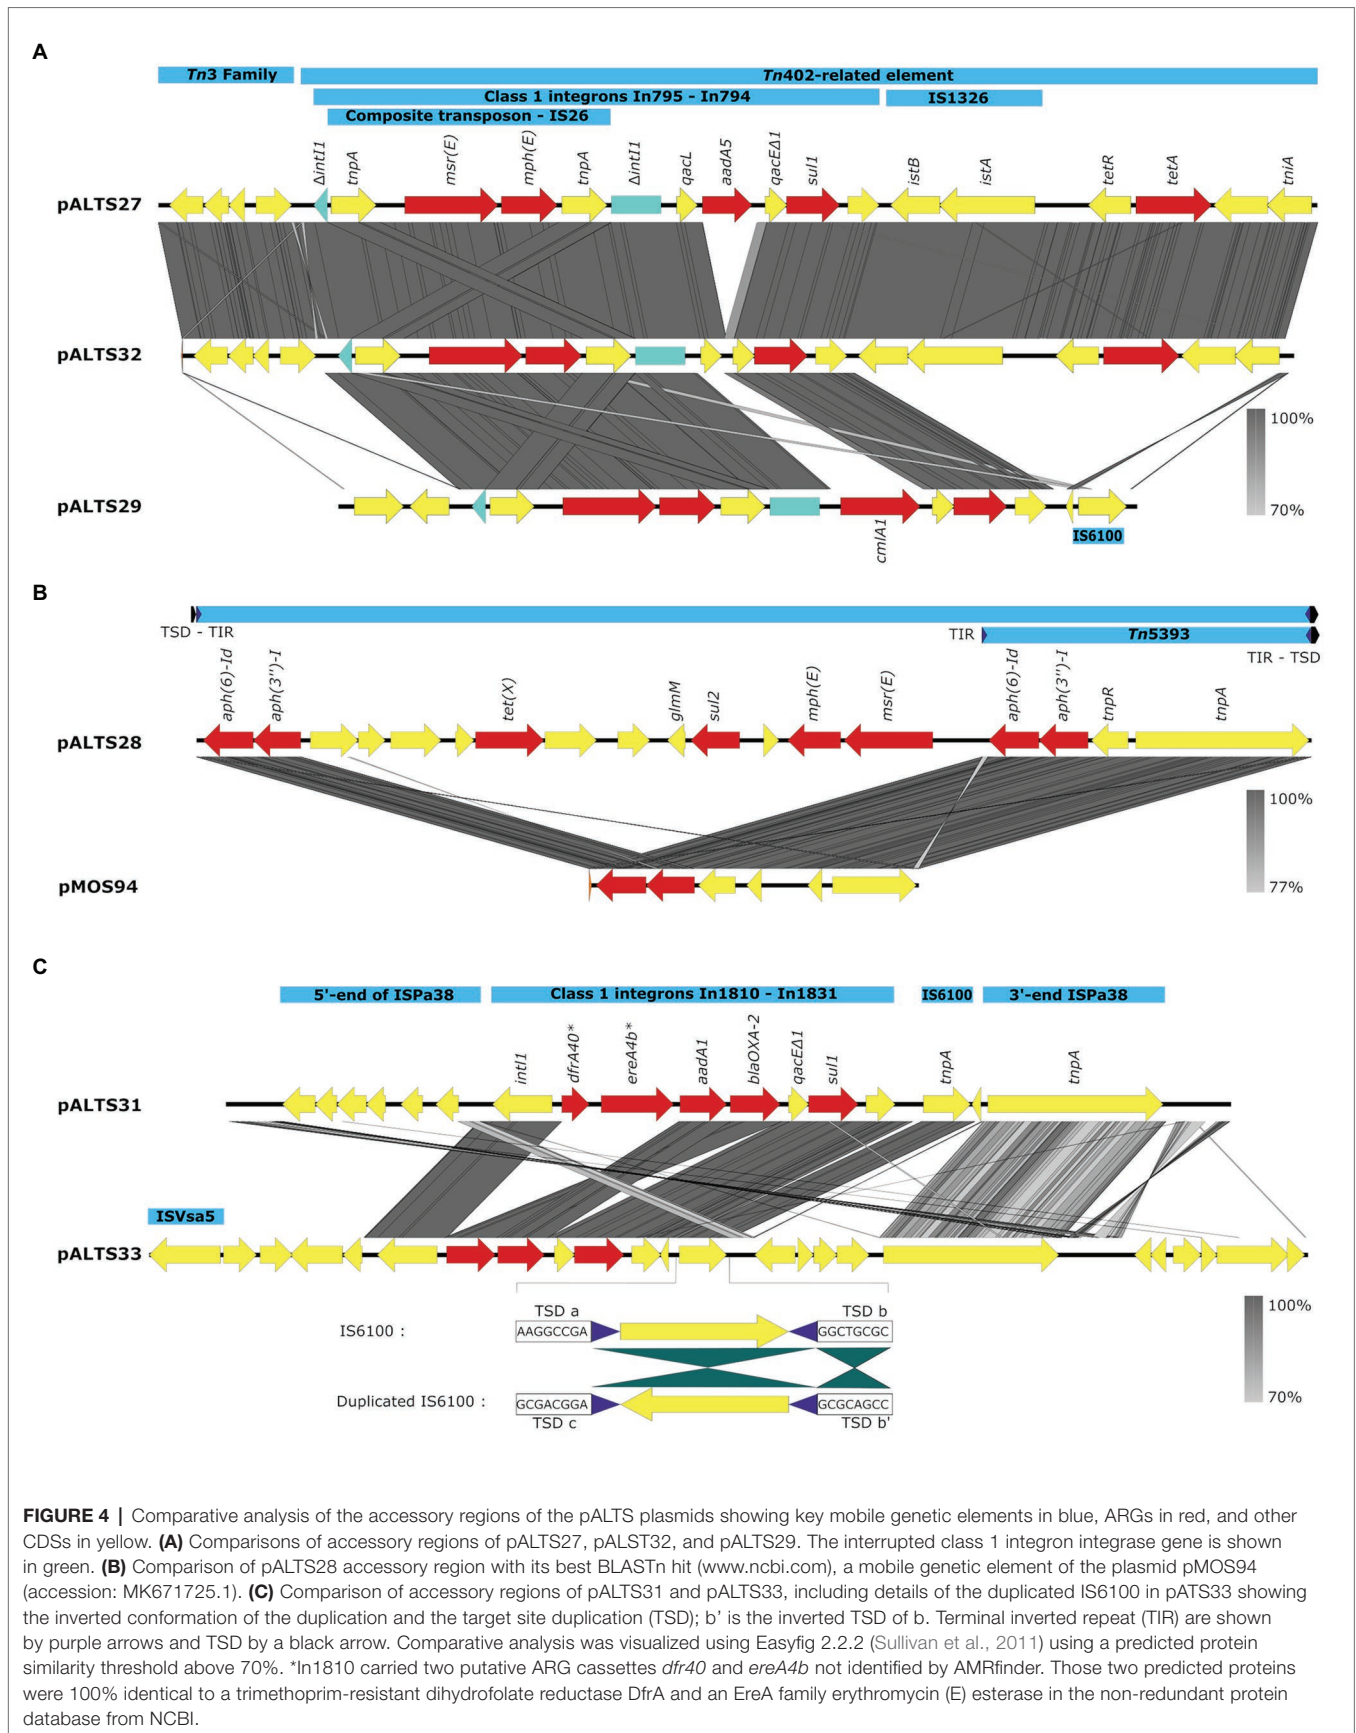 A
Tn3 Family
Tn402-related element
Class 1 integrons In795 - In794
IS1326
Composite transposon - IS26
ΔintI1
tnpA
msr(E)
mph(E)
tnpA
ΔintI1
qacL
aadA5
qacEΔ1
sul1
istB
istA
tetR
tetA
tniA
pALTS27
pALTS32
100%
70%
pALTS29
cmlA1
IS6100
B
TSD - TIR
TIR
Tn5393
TIR - TSD
aph(6)-Id
aph(3'')-I
tet(X)
glmM
sul2
mph(E)
msr(E)
aph(6)-Id
aph(3'')-I
tnpR
tnpA
pALTS28
100%
77%
pMOS94
C
5'-end of ISPa38
Class 1 integrons In1810 - In1831
IS6100
3'-end ISPa38
intI1
dfrA40*
ereA4b*
aadA1
blaOXA-2
qacEΔ1
sul1
tnpA
tnpA
pALTS31
ISVsa5
pALTS33
TSD a
TSD b
IS6100 :
AAGGCCGA
GGCTGCGC
Duplicated IS6100 :
GCGACGGA
GCGCAGCC
TSD c
TSD b'
100%
70%
FIGURE 4 | Comparative analysis of the accessory regions of the pALTS plasmids showing key mobile genetic elements in blue, ARGs in red, and other
CDSs in yellow. (A) Comparisons of accessory regions of pALTS27, pALST32, and pALTS29. The interrupted class 1 integron integrase gene is shown
in green. (B) Comparison of pALTS28 accessory region with its best BLASTn hit (www.ncbi.com), a mobile genetic element of the plasmid pMOS94
(accession: MK671725.1). (C) Comparison of accessory regions of pALTS31 and pALTS33, including details of the duplicated IS6100 in pATS33 showing
the inverted conformation of the duplication and the target site duplication (TSD); b' is the inverted TSD of b. Terminal inverted repeat (TIR) are shown
by purple arrows and TSD by a black arrow. Comparative analysis was visualized using Easyfig 2.2.2 (Sullivan et al., 2011) using a predicted protein
similarity threshold above 70%. *In1810 carried two putative ARG cassettes dfr40 and ereA4b not identified by AMRfinder. Those two predicted proteins
were 100% identical to a trimethoprim-resistant dihydrofolate reductase DfrA and an EreA family erythromycin (E) esterase in the non-redundant protein
database from NCBI.